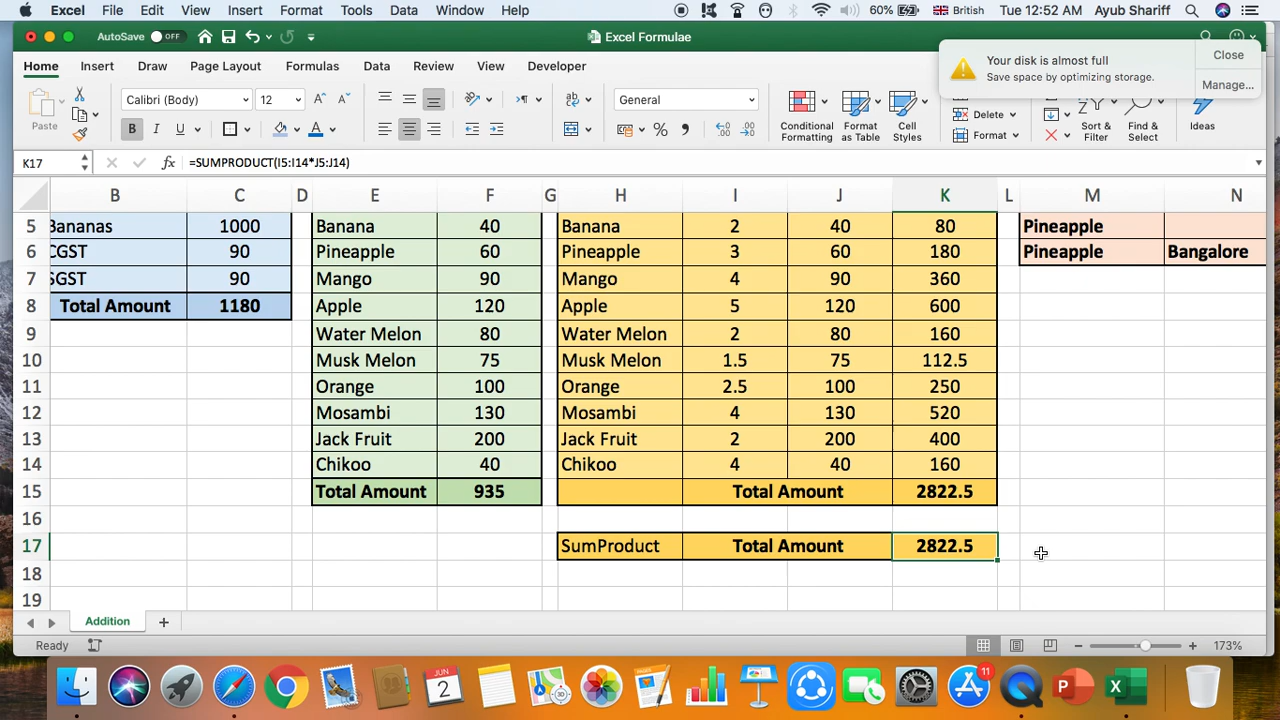 Excel File Edit View Insert Format Tools Data Window Help 60% British Tue 12:52 AM Ayub Shariff
AutoSave OFF Excel Formulae
Your disk is almost full
Save space by optimizing storage.
Close
Manage...
Home Insert Draw Page Layout Formulas Data Review View Developer
Paste
Calibri (Body) 12
B I U
General
Conditional Formatting
Format as Table
Cell Styles
Delete
Format
Sort & Filter
Find & Select
Ideas
K17 fx =SUMPRODUCT(I5:I14*J5:J14)
B C D E F G H I J K L M N
5 Bananas 1000 Banana 40 Banana 2 40 80 Pineapple
6 CGST 90 Pineapple 60 Pineapple 3 60 180 Pineapple Bangalore
7 SGST 90 Mango 90 Mango 4 90 360
8 Total Amount 1180 Apple 120 Apple 5 120 600
9 Water Melon 80 Water Melon 2 80 160
10 Musk Melon 75 Musk Melon 1.5 75 112.5
11 Orange 100 Orange 2.5 100 250
12 Mosambi 130 Mosambi 4 130 520
13 Jack Fruit 200 Jack Fruit 2 200 400
14 Chikoo 40 Chikoo 4 40 160
15 Total Amount 935 Total Amount 2822.5
16
17 SumProduct Total Amount 2822.5
18
19
Addition
Ready 173%
JUN 2 11